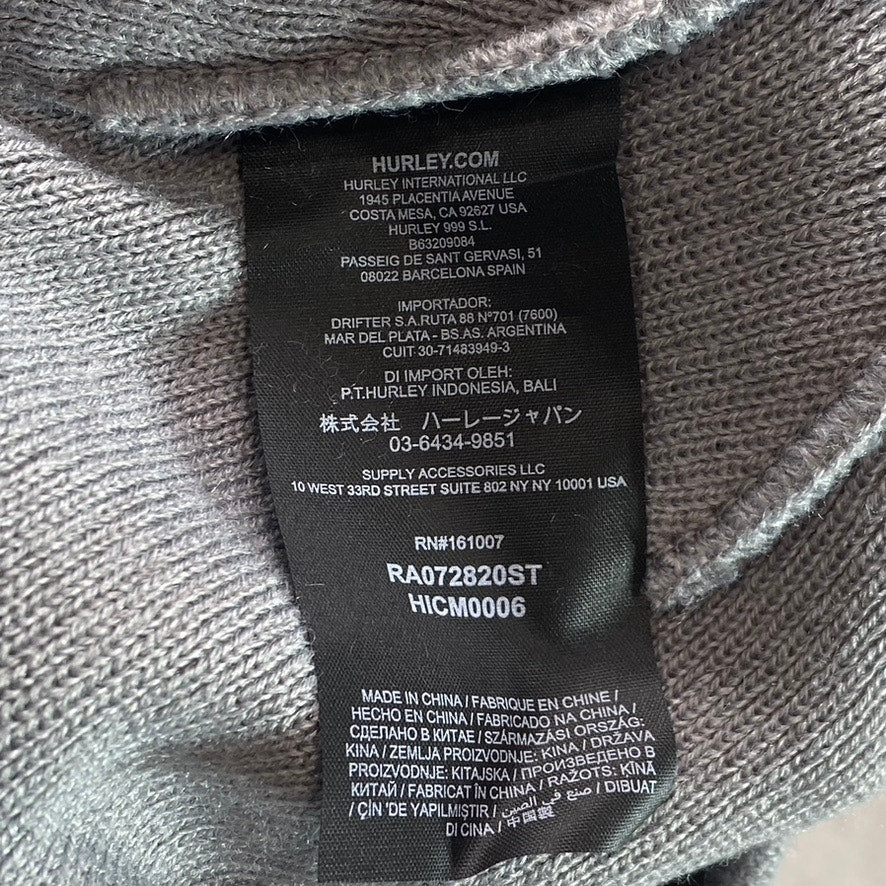 HURLEY.COM
HURLEY INTERNATIONAL LLC
1945 PLACENTIA AVENUE
COSTA MESA, CA 92627 USA
HURLEY 999 S.L.
B63209084
PASSEIG DE SANT GERVASI, 51
08022 BARCELONA SPAIN
IMPORTADOR:
DRIFTER S.A.RUTA 88 N°701 (7600)
MAR DEL PLATA - BS.AS. ARGENTINA
CUIT 30-71483949-3
DI IMPORT OLEH:
P.T.HURLEY INDONESIA, BALI
株式会社 ハーレージャパン
03-6434-9851
SUPPLY ACCESSORIES LLC
10 WEST 33RD STREET SUITE 802 NY NY 10001 USA
RN#161007
RA072820ST
HICM0006
MADE IN CHINA / FABRIQUE EN CHINE /
HECHO EN CHINA / FABRICADO NA CHINA /
СДЕЛАНО В КИТАЕ / SZÁRMAZÁSI ORSZÁG:
KINA / ZEMLJA PROIZVODNJE: KINA / DRŽAVA
PROIZVODNJE: KITAJSKA / ПРОИЗВЕДЕНО В
КИТАЙ / FABRICAT ÎN CHINA / RAŽOTS: ĶĪNĀ
/ ÇİN 'DE YAPILMIŞTIR / صنع في الصين / DIBUAT
DI CINA / 中国製